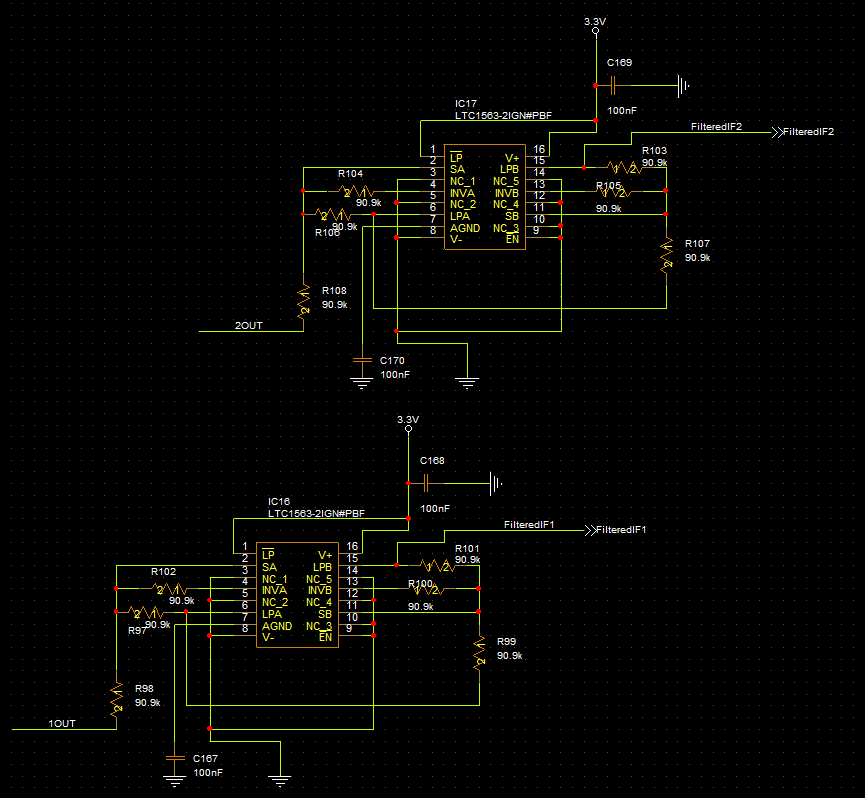 3.3V
C169
100nF
IC17
LTC1563-2IGN#PBF
FilteredIF2
FilteredIF2
1 LP V+ 16
2 SA LPB 15
3 NC_1 NC_5 14
4 INVA INVB 13
5 NC_2 NC_4 12
6 LPA SB 11
7 AGND NC_3 10
8 V- EN 9
R103
90.9k
1 2
R104
2 1
90.9k
R105
1 2
90.9k
2 1
90.9k
R106
R107
90.9k
2
R108
90.9k
1
2
2OUT
C170
100nF
3.3V
C168
100nF
IC16
LTC1563-2IGN#PBF
FilteredIF1
FilteredIF1
1 LP V+ 16
2 SA LPB 15
3 NC_1 NC_5 14
4 INVA INVB 13
5 NC_2 NC_4 12
6 LPA SB 11
7 AGND NC_3 10
8 V- EN 9
R101
90.9k
1 2
R102
2 1
90.9k
R100
1 2
90.9k
2 1
90.9k
R97
R99
90.9k
2
R98
90.9k
1
2
1OUT
C167
100nF